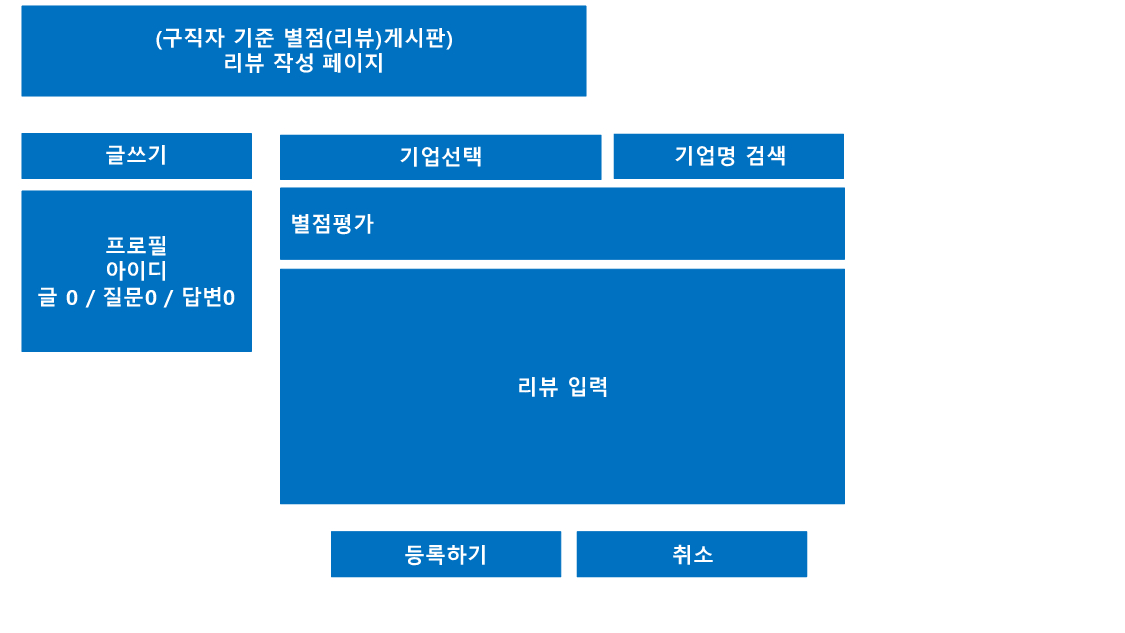 (구직자 기준 별점(리뷰)게시판)
리뷰 작성 페이지
글쓰기
기업선택
기업명 검색
프로필
아이디
글 0 / 질문0 / 답변0
별점평가
리뷰 입력
등록하기
취소